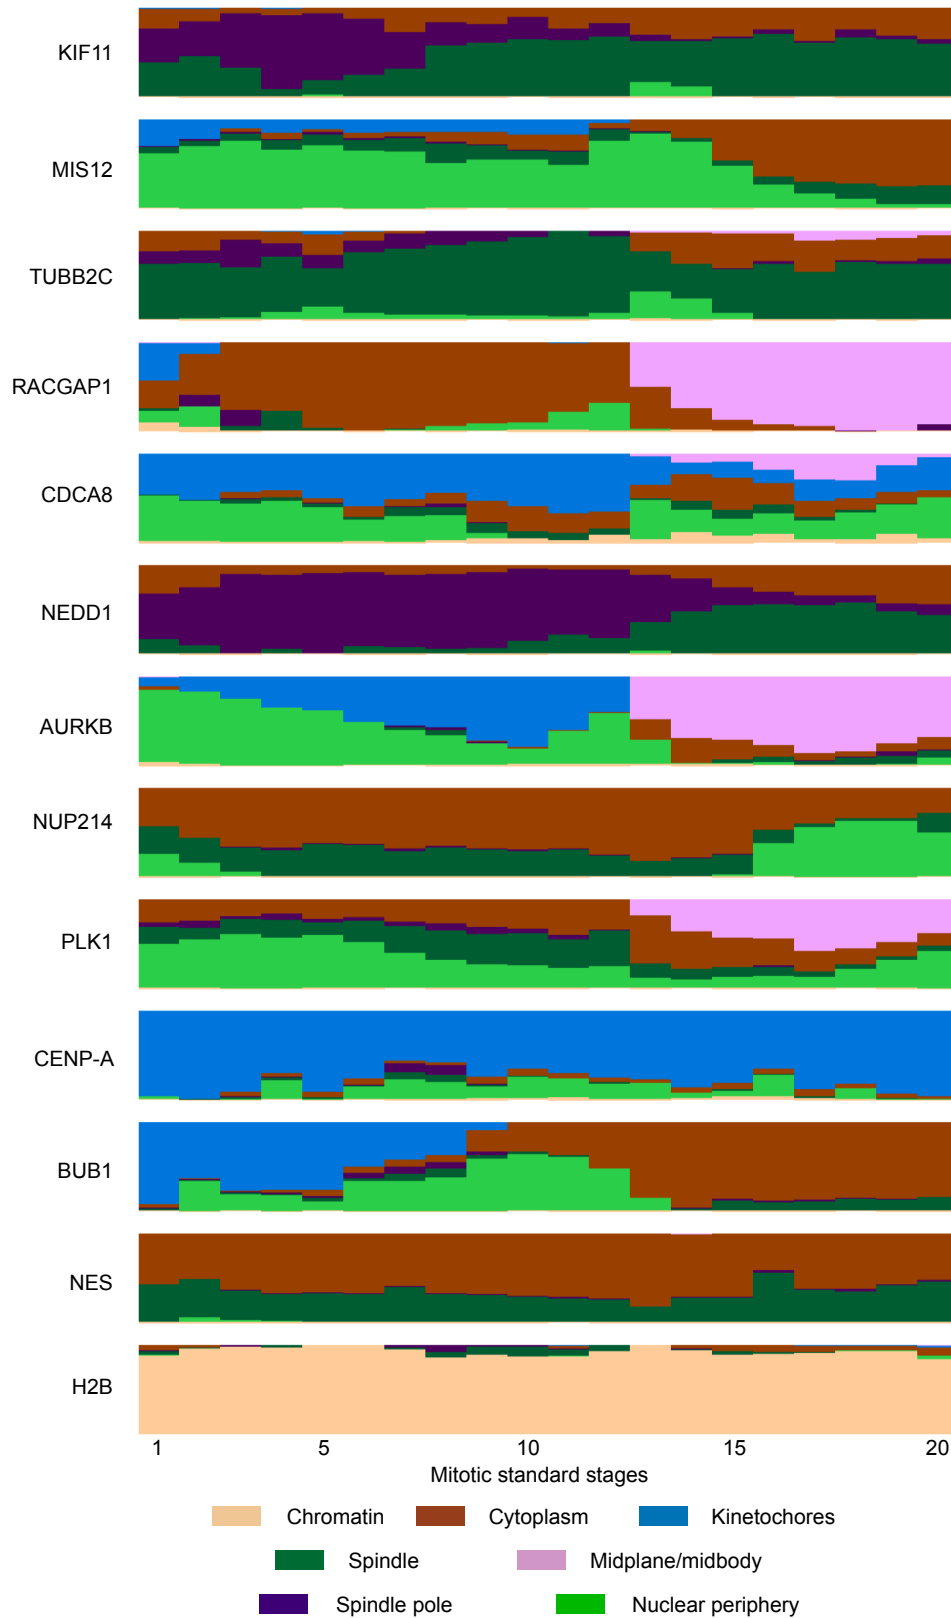 KIF11
MIS12
TUBB2C
RACGAP1
CDCA8
NEDD1
AURKB
NUP214
PLK1
CENP-A
BUB1
NES
H2B
1 5 10 15 20
Mitotic standard stages
Chromatin Cytoplasm Kinetochores
Spindle Midplane/midbody
Spindle pole Nuclear periphery